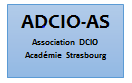 ADCIO-AS
Association DCIO
Académie Strasbourg